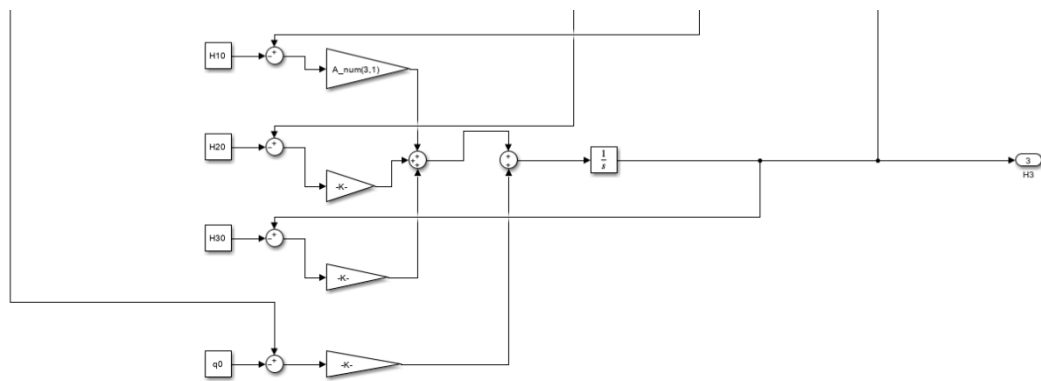 H10
A_num(3,1)
H20
-K-
1
s
3
H3
H30
-K-
q0
-K-